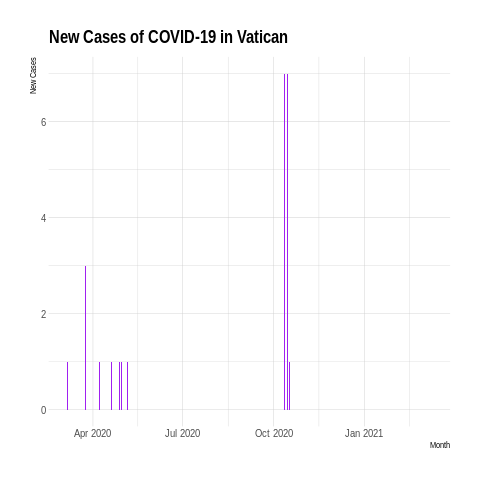 New Cases of COVID-19 in Vatican
New Cases
6
4
2
0
Apr 2020
Jul 2020
Oct 2020
Jan 2021
Month